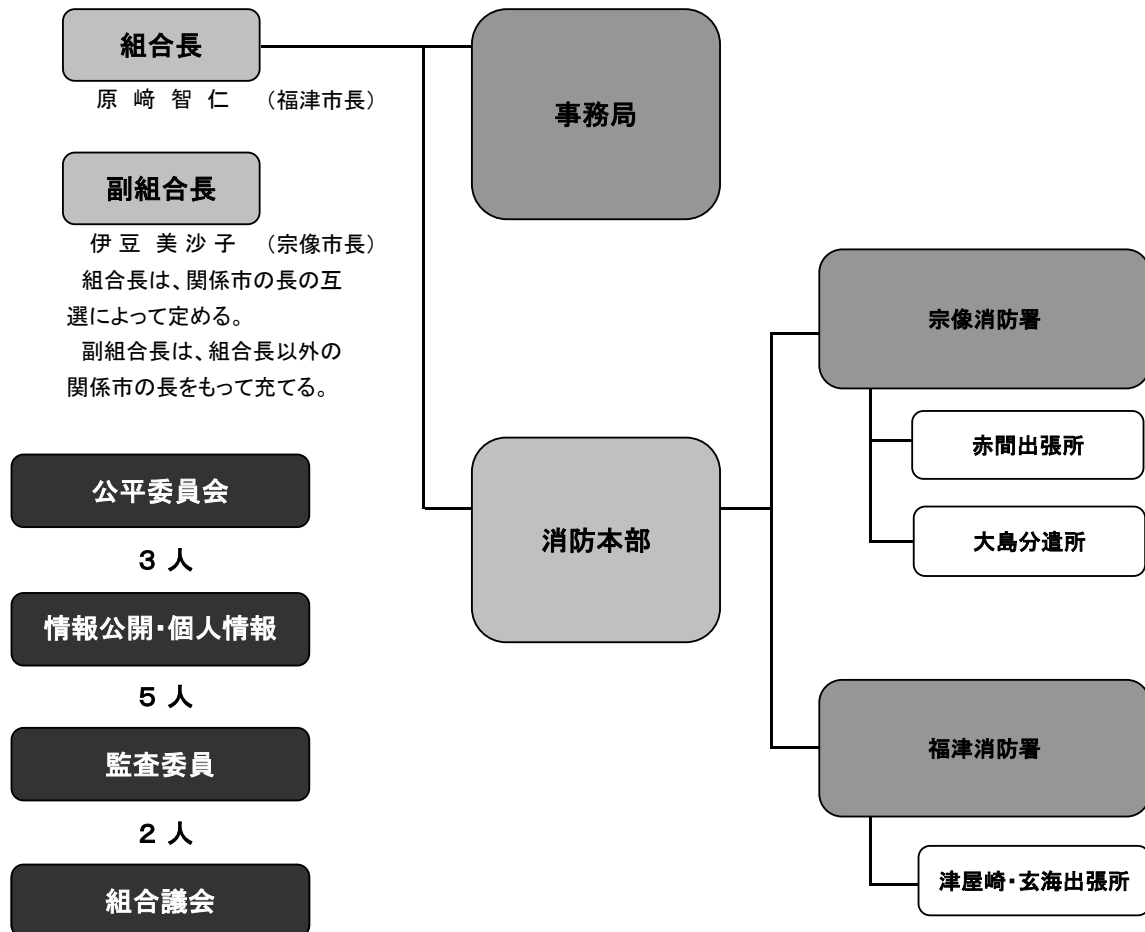 組合長
原 﨑 智 仁 （福津市長）
副組合長
伊 豆 美 沙 子 （宗像市長）
組合長は、関係市の長の互
選によって定める。
副組合長は、組合長以外の
関係市の長をもって充てる。
公平委員会
３ 人
情報公開・個人情報
５ 人
監査委員
２ 人
組合議会
事務局
消防本部
宗像消防署
赤間出張所
大島分遣所
福津消防署
津屋崎・玄海出張所